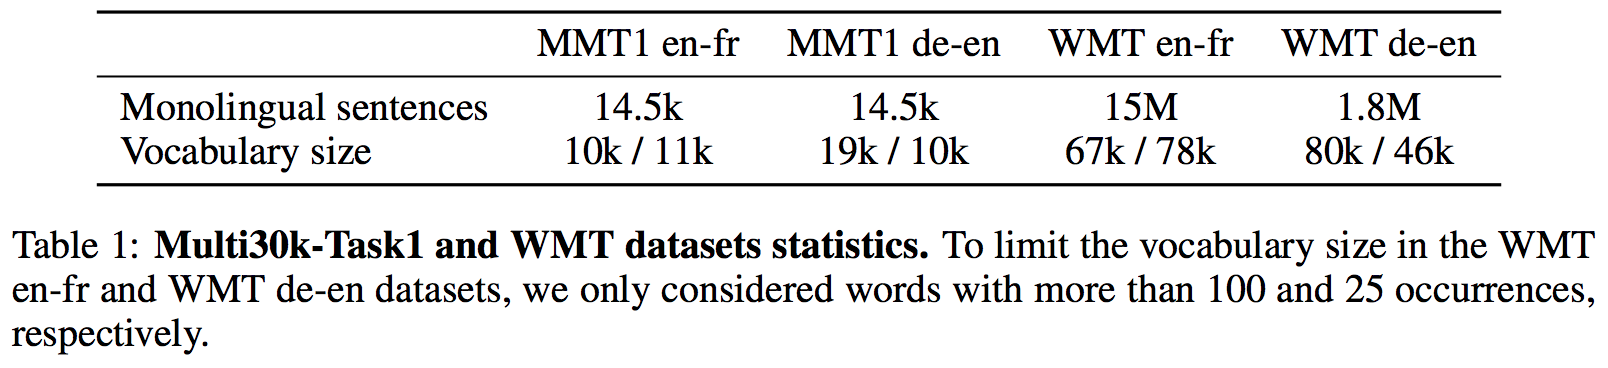 MMT1 en-fr MMT1 de-en WMT en-fr WMT de-en
Monolingual sentences 14.5k 14.5k 15M 1.8M
Vocabulary size 10k / 11k 19k / 10k 67k / 78k 80k / 46k
Table 1: Multi30k-Task1 and WMT datasets statistics. To limit the vocabulary size in the WMT
en-fr and WMT de-en datasets, we only considered words with more than 100 and 25 occurrences,
respectively.